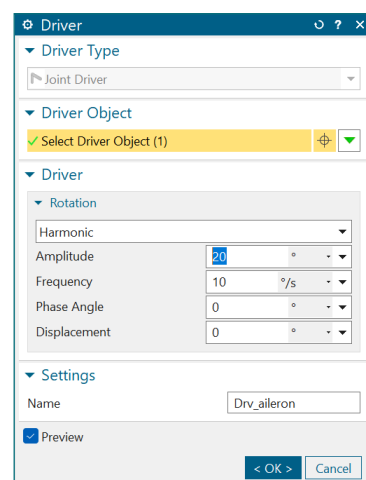 Driver
Driver Type
Joint Driver
Driver Object
Select Driver Object (1)
Driver
Rotation
Harmonic
Amplitude 20 °
Frequency 10 °/s
Phase Angle 0 °
Displacement 0 °
Settings
Name Drv_aileron
Preview
< OK > Cancel